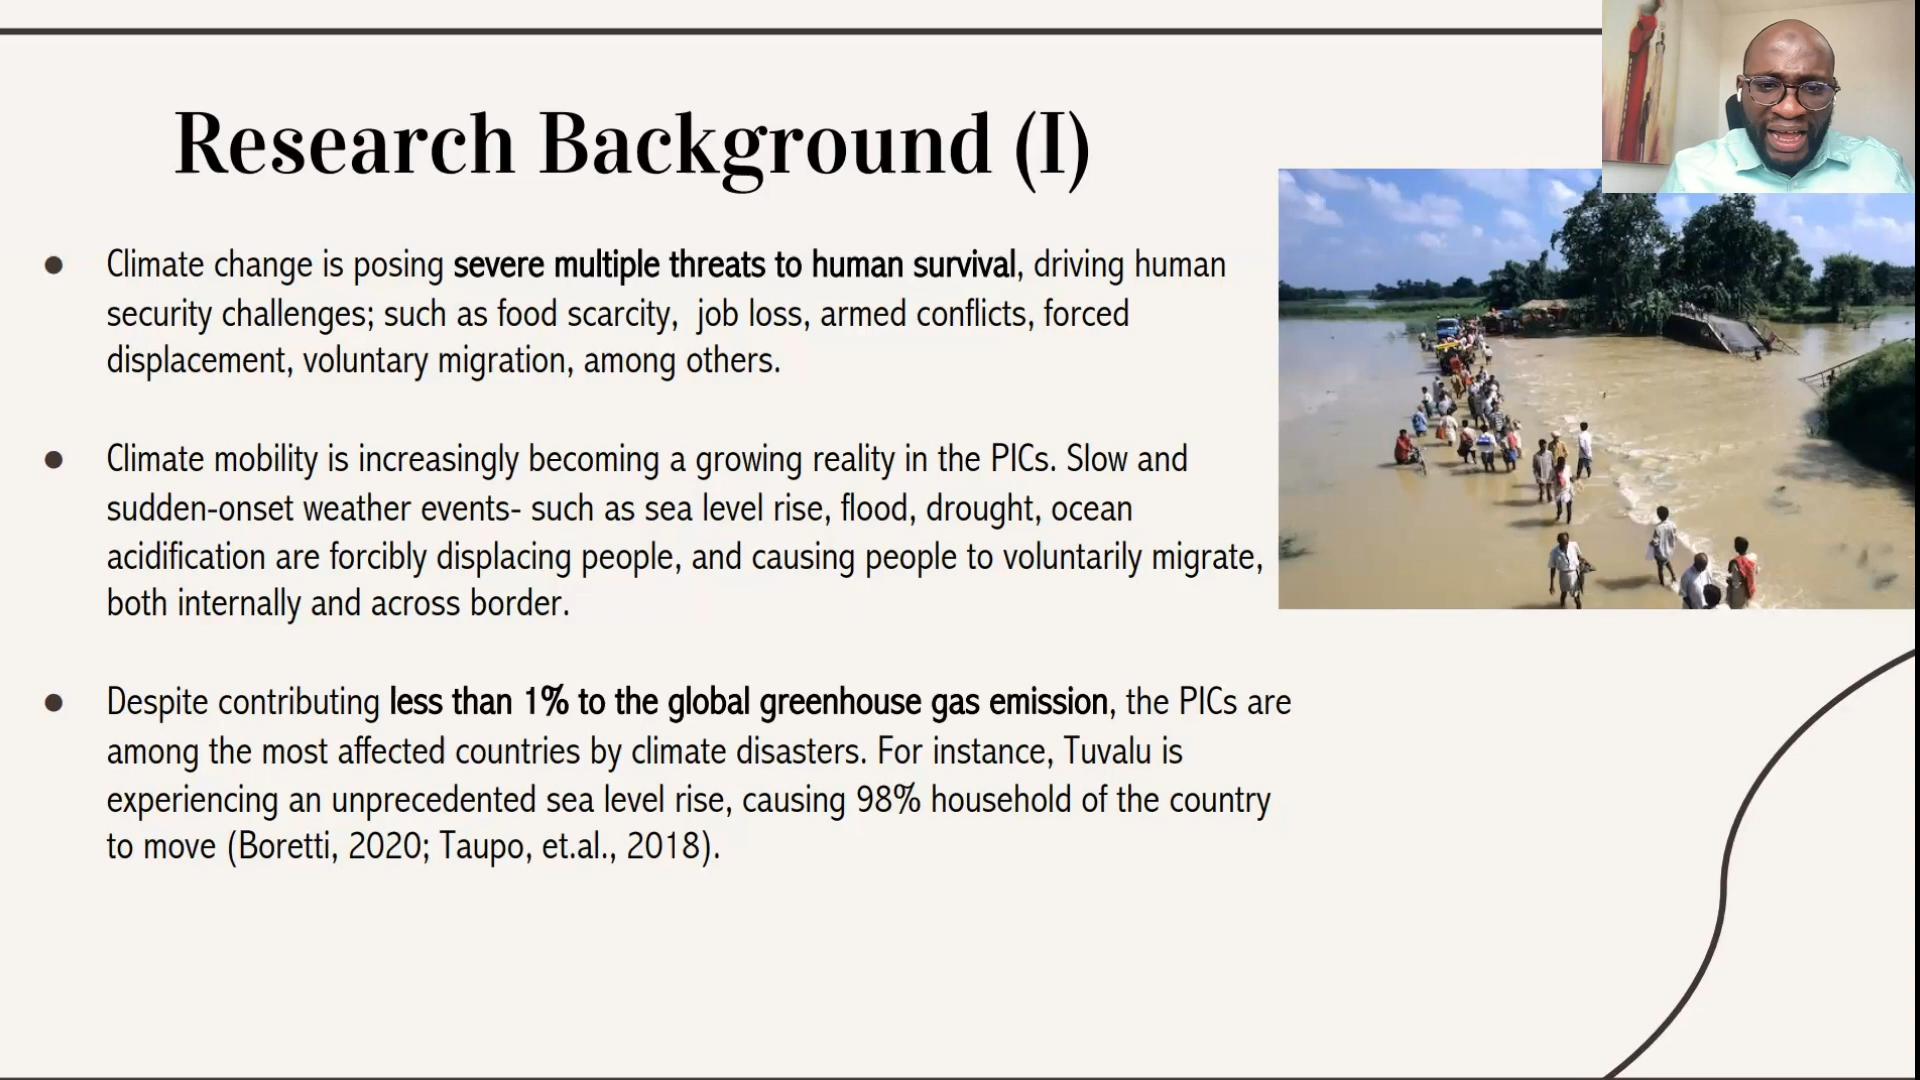 Research Background (I)
● Climate change is posing severe multiple threats to human survival, driving human
security challenges; such as food scarcity,  job loss, armed conflicts, forced
displacement, voluntary migration, among others.
● Climate mobility is increasingly becoming a growing reality in the PICs. Slow and
sudden-onset weather events- such as sea level rise, flood, drought, ocean
acidification are forcibly displacing people, and causing people to voluntarily migrate,
both internally and across border.
● Despite contributing less than 1% to the global greenhouse gas emission, the PICs are
among the most affected countries by climate disasters. For instance, Tuvalu is
experiencing an unprecedented sea level rise, causing 98% household of the country
to move (Boretti, 2020; Taupo, et.al., 2018).